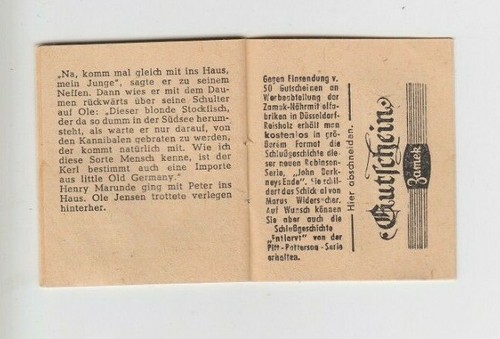 „Na, komm mal gleich mit ins Haus,
mein Junge", sagte er zu seinem
Neffen. Dann wies er mit dem Dau-
men rückwärts über seine Schulter
auf Ole: „Dieser blonde Stockfisch,
der da so dumm in der Südsee herum-
steht, als warte er nur darauf, von
den Kannibalen gebraten zu werden,
der kommt natürlich mit. Wie ich
diese Sorte Mensch kenne, ist der
Kerl bestimmt auch eine Importe
aus little Old Germany."
Henry Marunde ging mit Peter ins
Haus. Ole Jensen trottete verlegen
hinterher.
Gegen Einsendung v.
50 Gutscheinen an
Werbeabteilung der
Zamek-Nährmittelfa-
briken in Düsseldorf-
Reisholz erhält man
kostenlos in grö-
ßerem Format die
Schlußgeschichte die-
ser neuen Robinson-
Serie, „John Dark-
neys Ende". Sie schil-
dert das Schicksal von
Marus Widersacher.
Auf Wunsch können
Sie aber auch die
Schlußgeschichte
„Entlarvt" von der
Pitt-Patterson-Serie
erhalten.
Hier abschneiden.
Gutschein
Zamek